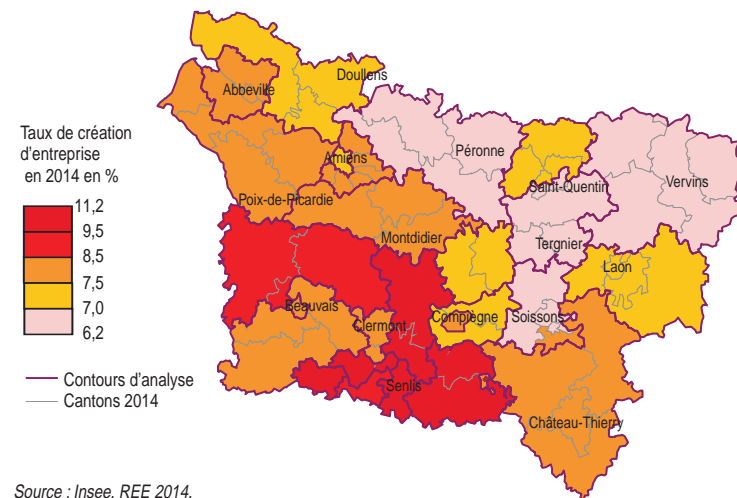 Taux de création
d'entreprise
en 2014 en %
11,2
9,5
8,5
7,5
7,0
6,2
Contours d'analyse
Cantons 2014
Doullens
Abbeville
Amiens
Péronne
Saint-Quentin
Vervins
Poix-de-Picardie
Montdidier
Tergnier
Laon
Beauvais
Clermont
Compiègne
Soissons
Senlis
Château-Thierry
Source : Insee, REE 2014.